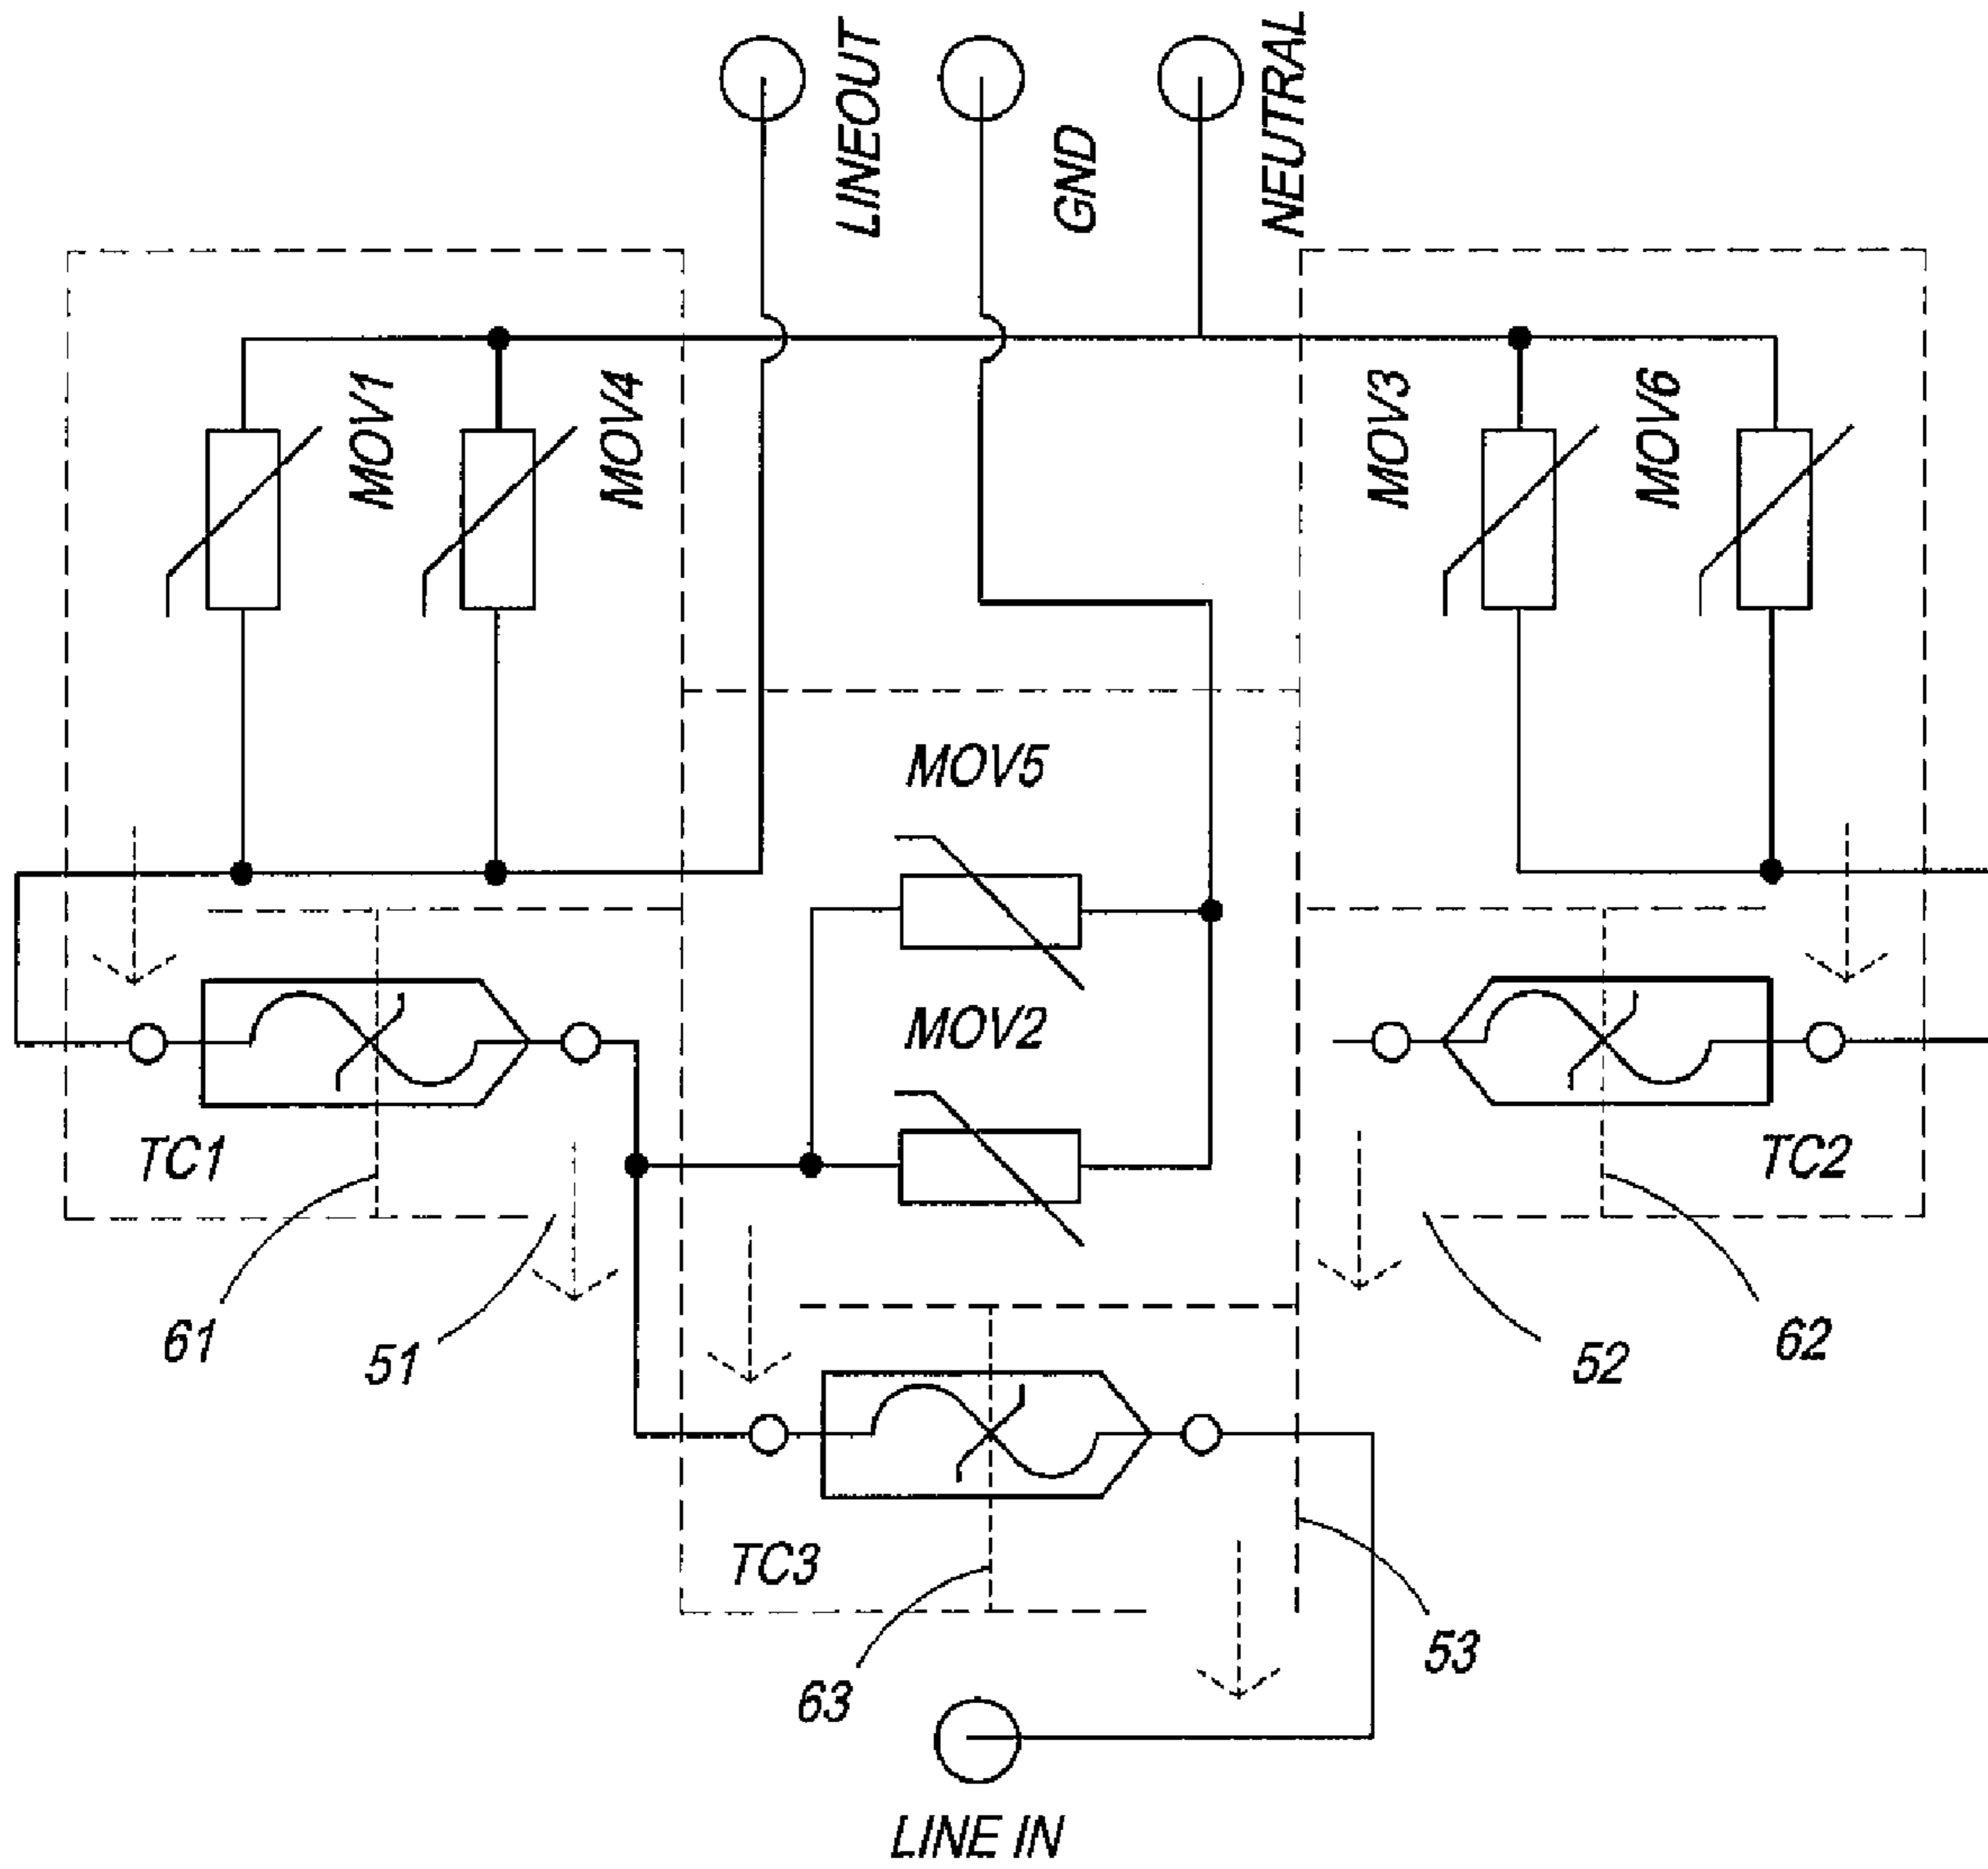 LINEOUT
GND
NEUTRAL
MOV1
MOV4
MOV3
MOV6
MOV5
MOV2
TC1
TC2
61
51
52
62
TC3
63
53
LINE IN